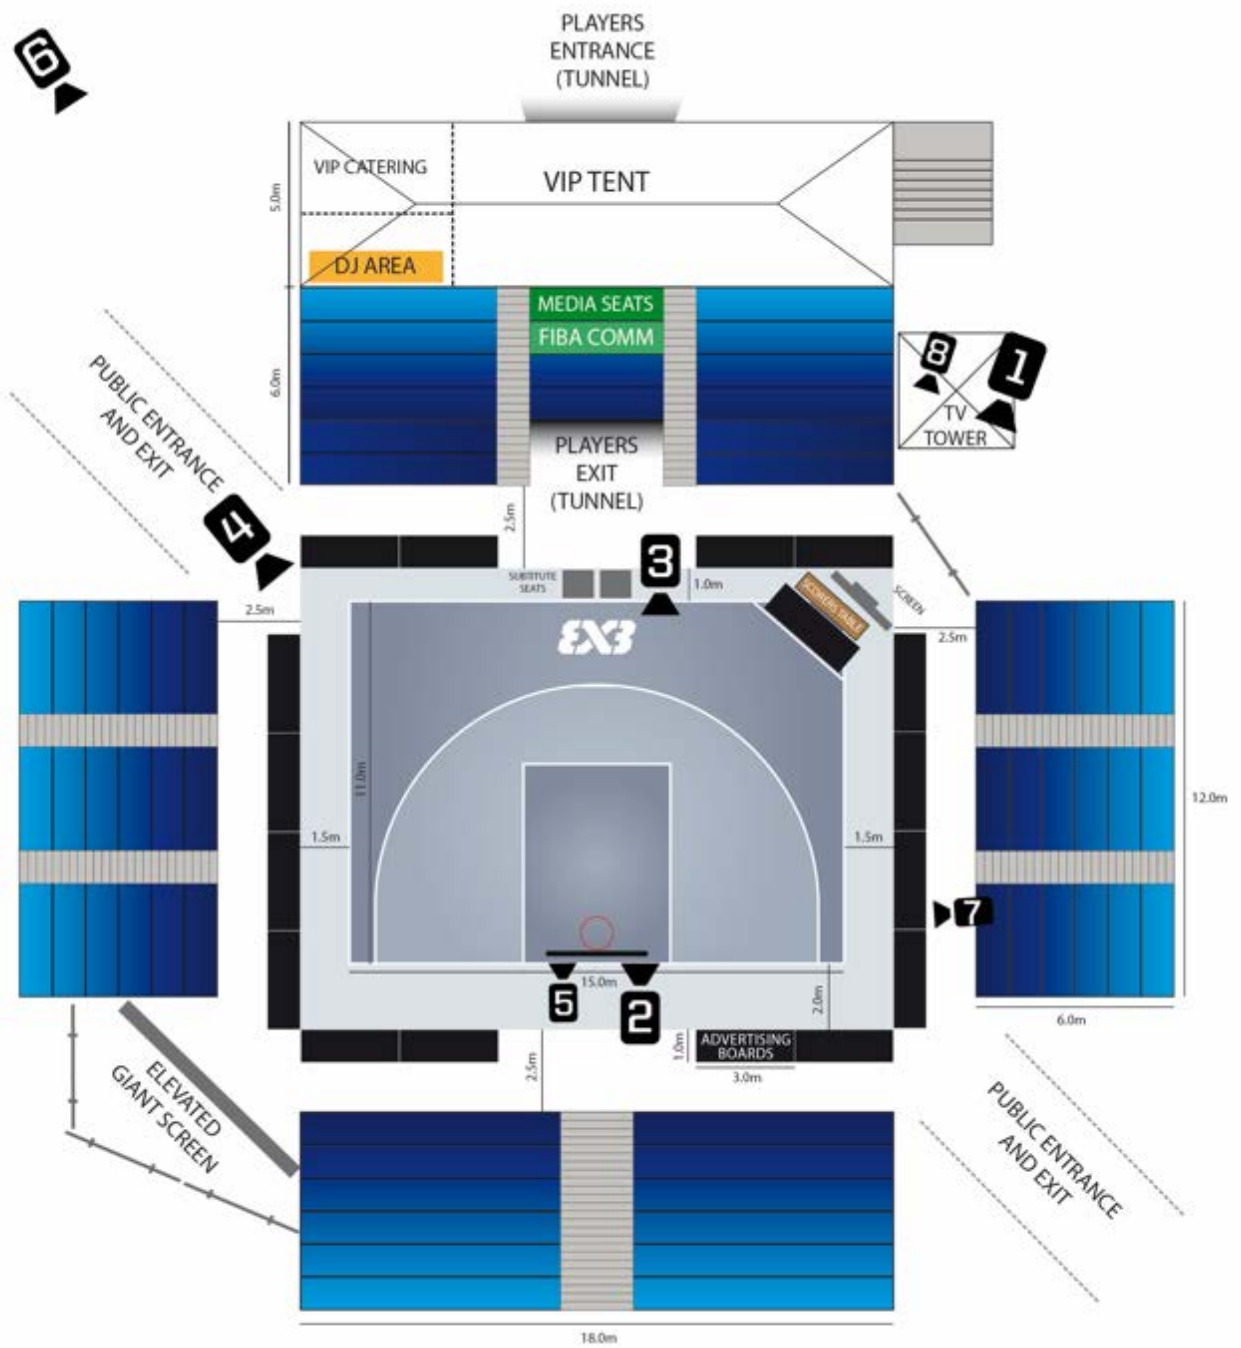 6
PLAYERS
ENTRANCE
(TUNNEL)
VIP CATERING
VIP TENT
5.0m
DJ AREA
MEDIA SEATS
FIBA COMM
6.0m
8
1
TV
TOWER
PUBLIC ENTRANCE
AND EXIT
PLAYERS
EXIT
(TUNNEL)
4
2.5m
3
SUBTITUTE
SEATS
1.0m
SCORERS TABLE
SCREEN
2.5m
2.5m
3X3
11.0m
12.0m
1.5m
1.5m
7
15.0m
5
2
2.0m
6.0m
1.0m
ADVERTISING
BOARDS
3.0m
2.5m
ELEVATED
GIANT SCREEN
PUBLIC ENTRANCE
AND EXIT
18.0m